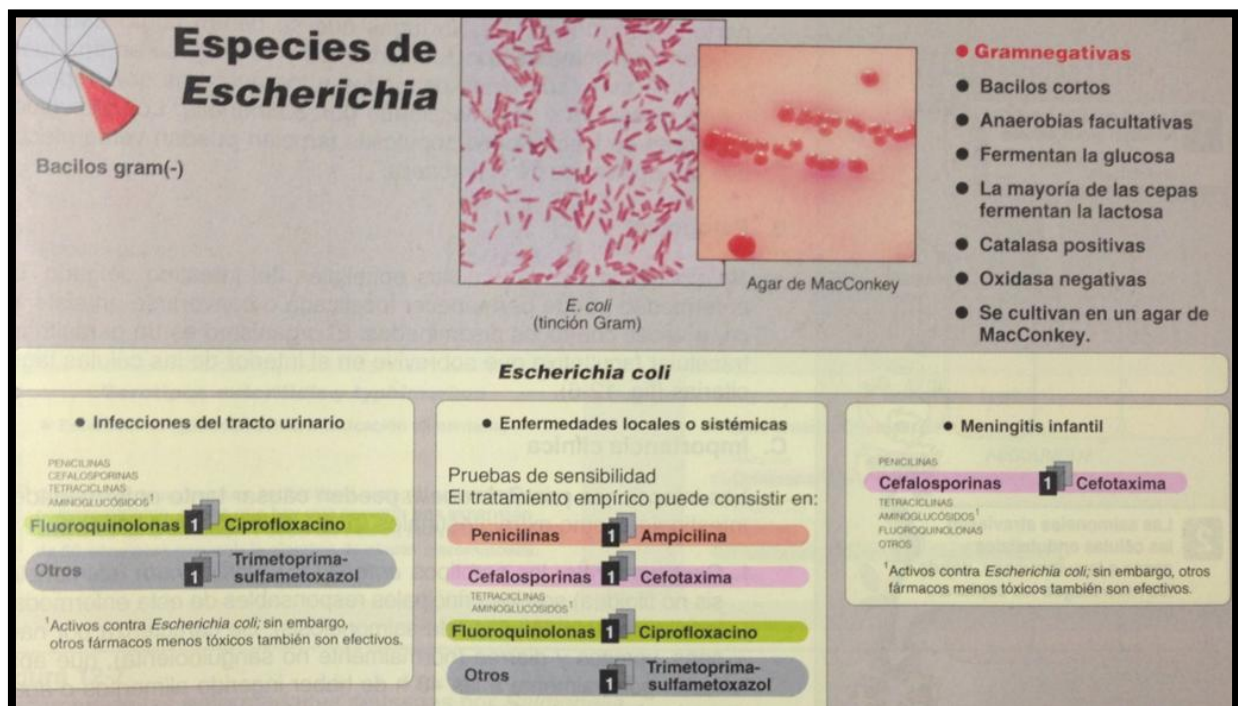 Especies de
Escherichia
Bacilos gram(-)
E. coli
(tinción Gram)
Agar de MacConkey
● Gramnegativas
● Bacilos cortos
● Anaerobias facultativas
● Fermentan la glucosa
● La mayoría de las cepas
fermentan la lactosa
● Catalasa positivas
● Oxidasa negativas
● Se cultivan en un agar de
MacConkey.
Escherichia coli
● Infecciones del tracto urinario
PENICILINAS
CEFALOSPORINAS
TETRACICLINAS
AMINOGLUCÓSIDOS¹
Fluoroquinolonas 1 Ciprofloxacino
Otros 1 Trimetoprima-
sulfametoxazol
¹Activos contra Escherichia coli; sin embargo,
otros fármacos menos tóxicos también son efectivos.
● Enfermedades locales o sistémicas
Pruebas de sensibilidad
El tratamiento empírico puede consistir en:
Penicilinas 1 Ampicilina
Cefalosporinas 1 Cefotaxima
TETRACICLINAS
AMINOGLUCÓSIDOS¹
Fluoroquinolonas 1 Ciprofloxacino
Otros 1 Trimetoprima-
sulfametoxazol
● Meningitis infantil
PENICILINAS
Cefalosporinas 1 Cefotaxima
TETRACICLINAS
AMINOGLUCÓSIDOS¹
FLUOROQUINOLONAS
OTROS
¹Activos contra Escherichia coli; sin embargo, otros
fármacos menos tóxicos también son efectivos.